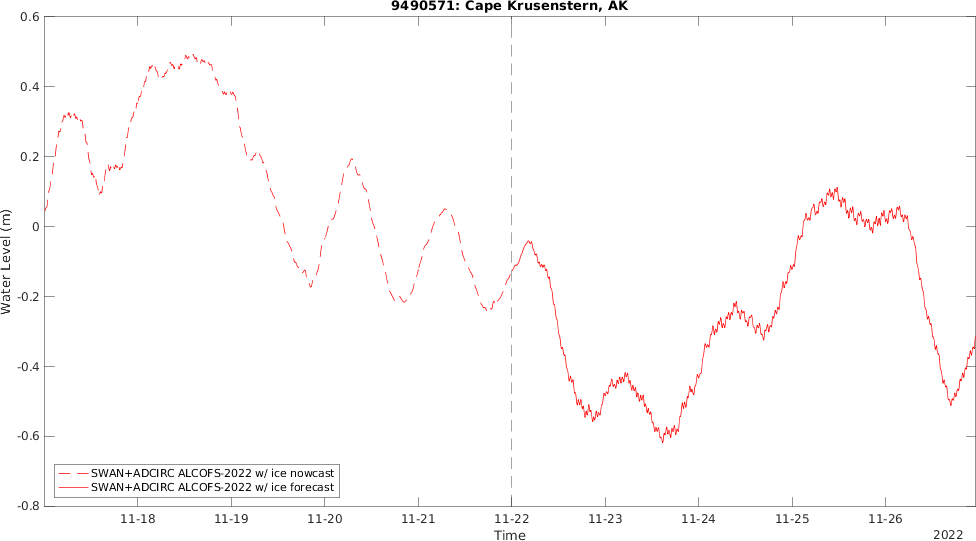 9490571: Cape Krusenstern, AK
0.6
0.4
0.2
0
-0.2
-0.4
-0.6
-0.8
Water Level (m)
SWAN+ADCIRC ALCOFS-2022 w/ ice nowcast
SWAN+ADCIRC ALCOFS-2022 w/ ice forecast
11-18 11-19 11-20 11-21 11-22 11-23 11-24 11-25 11-26
Time
2022